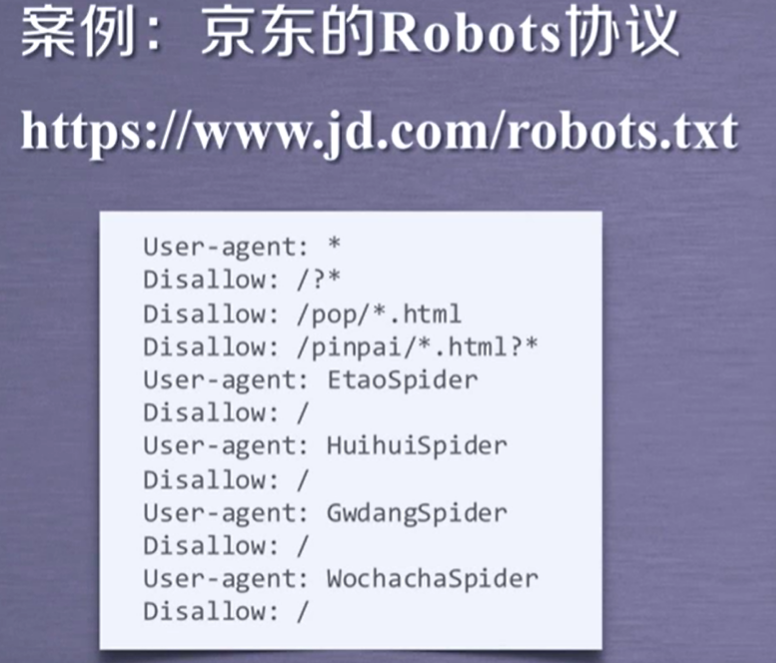 案例：京东的Robots协议
https://www.jd.com/robots.txt
User-agent: *
Disallow: /?*
Disallow: /pop/*.html
Disallow: /pinpai/*.html?*
User-agent: EtaoSpider
Disallow: /
User-agent: HuihuiSpider
Disallow: /
User-agent: GwdangSpider
Disallow: /
User-agent: WochachaSpider
Disallow: /